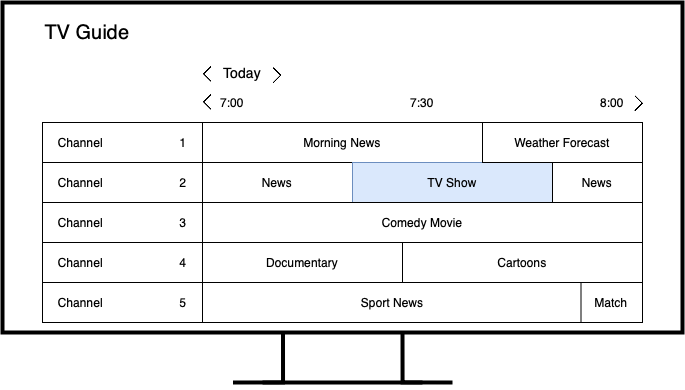 TV Guide
Today
7:00 7:30 8:00
Channel 1 Morning News Weather Forecast
Channel 2 News TV Show News
Channel 3 Comedy Movie
Channel 4 Documentary Cartoons
Channel 5 Sport News Match